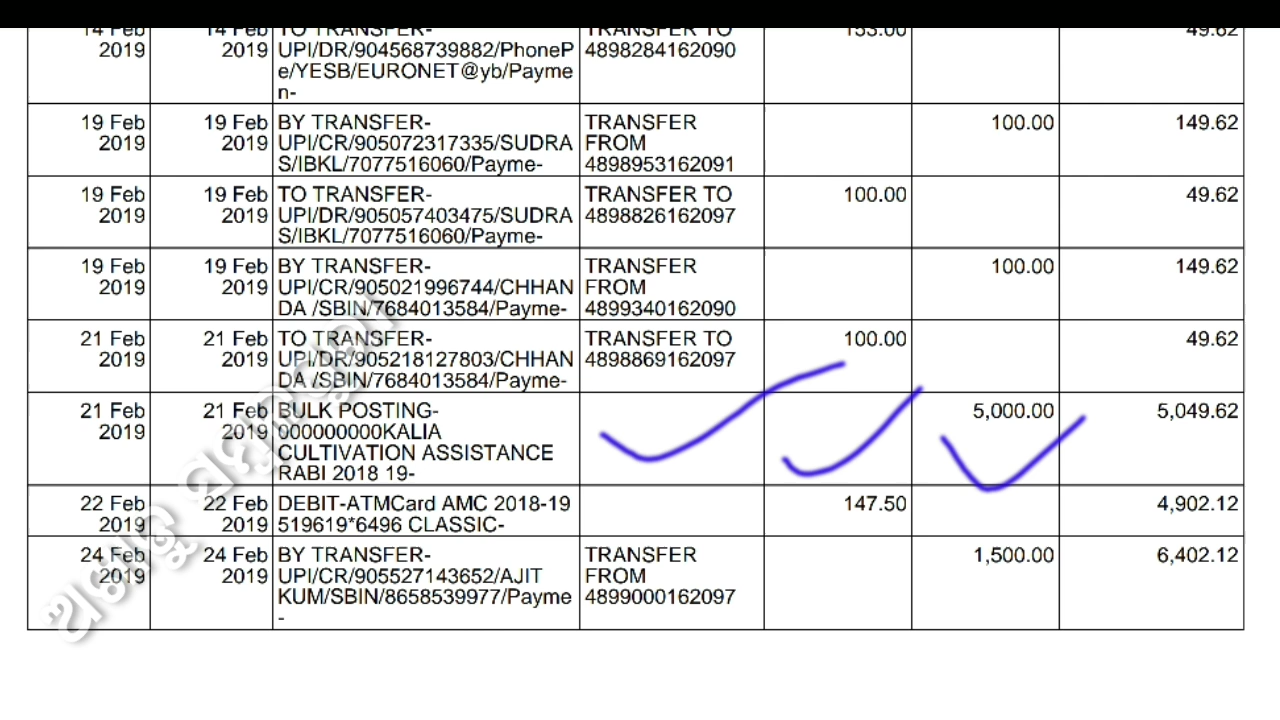 14 Feb 14 Feb TO TRANSFER- TRANSFER TO 153.00 49.62
2019 2019 UPI/DR/904568739882/PhoneP 4898284162090
e/YESB/EURONET@yb/Payme
n-
19 Feb 19 Feb BY TRANSFER- TRANSFER 100.00 149.62
2019 2019 UPI/CR/905072317335/SUDRA FROM
S/IBKL/7077516060/Payme- 4898953162091
19 Feb 19 Feb TO TRANSFER- TRANSFER TO 100.00 49.62
2019 2019 UPI/DR/905057403475/SUDRA 4898826162097
S/IBKL/7077516060/Payme-
19 Feb 19 Feb BY TRANSFER- TRANSFER 100.00 149.62
2019 2019 UPI/CR/905021996744/CHHAN FROM
DA /SBIN/7684013584/Payme- 4899340162090
21 Feb 21 Feb TO TRANSFER- TRANSFER TO 100.00 49.62
2019 2019 UPI/DR/905218127803/CHHAN 4898869162097
DA /SBIN/7684013584/Payme-
21 Feb 21 Feb BULK POSTING- 5,000.00 5,049.62
2019 2019 000000000KALIA
CULTIVATION ASSISTANCE
RABI 2018 19-
22 Feb 22 Feb DEBIT-ATMCard AMC 2018-19 147.50 4,902.12
2019 2019 519619*6496 CLASSIC-
24 Feb 24 Feb BY TRANSFER- TRANSFER 1,500.00 6,402.12
2019 2019 UPI/CR/905527143652/AJIT FROM
KUM/SBIN/8658539977/Payme 4899000162097
-